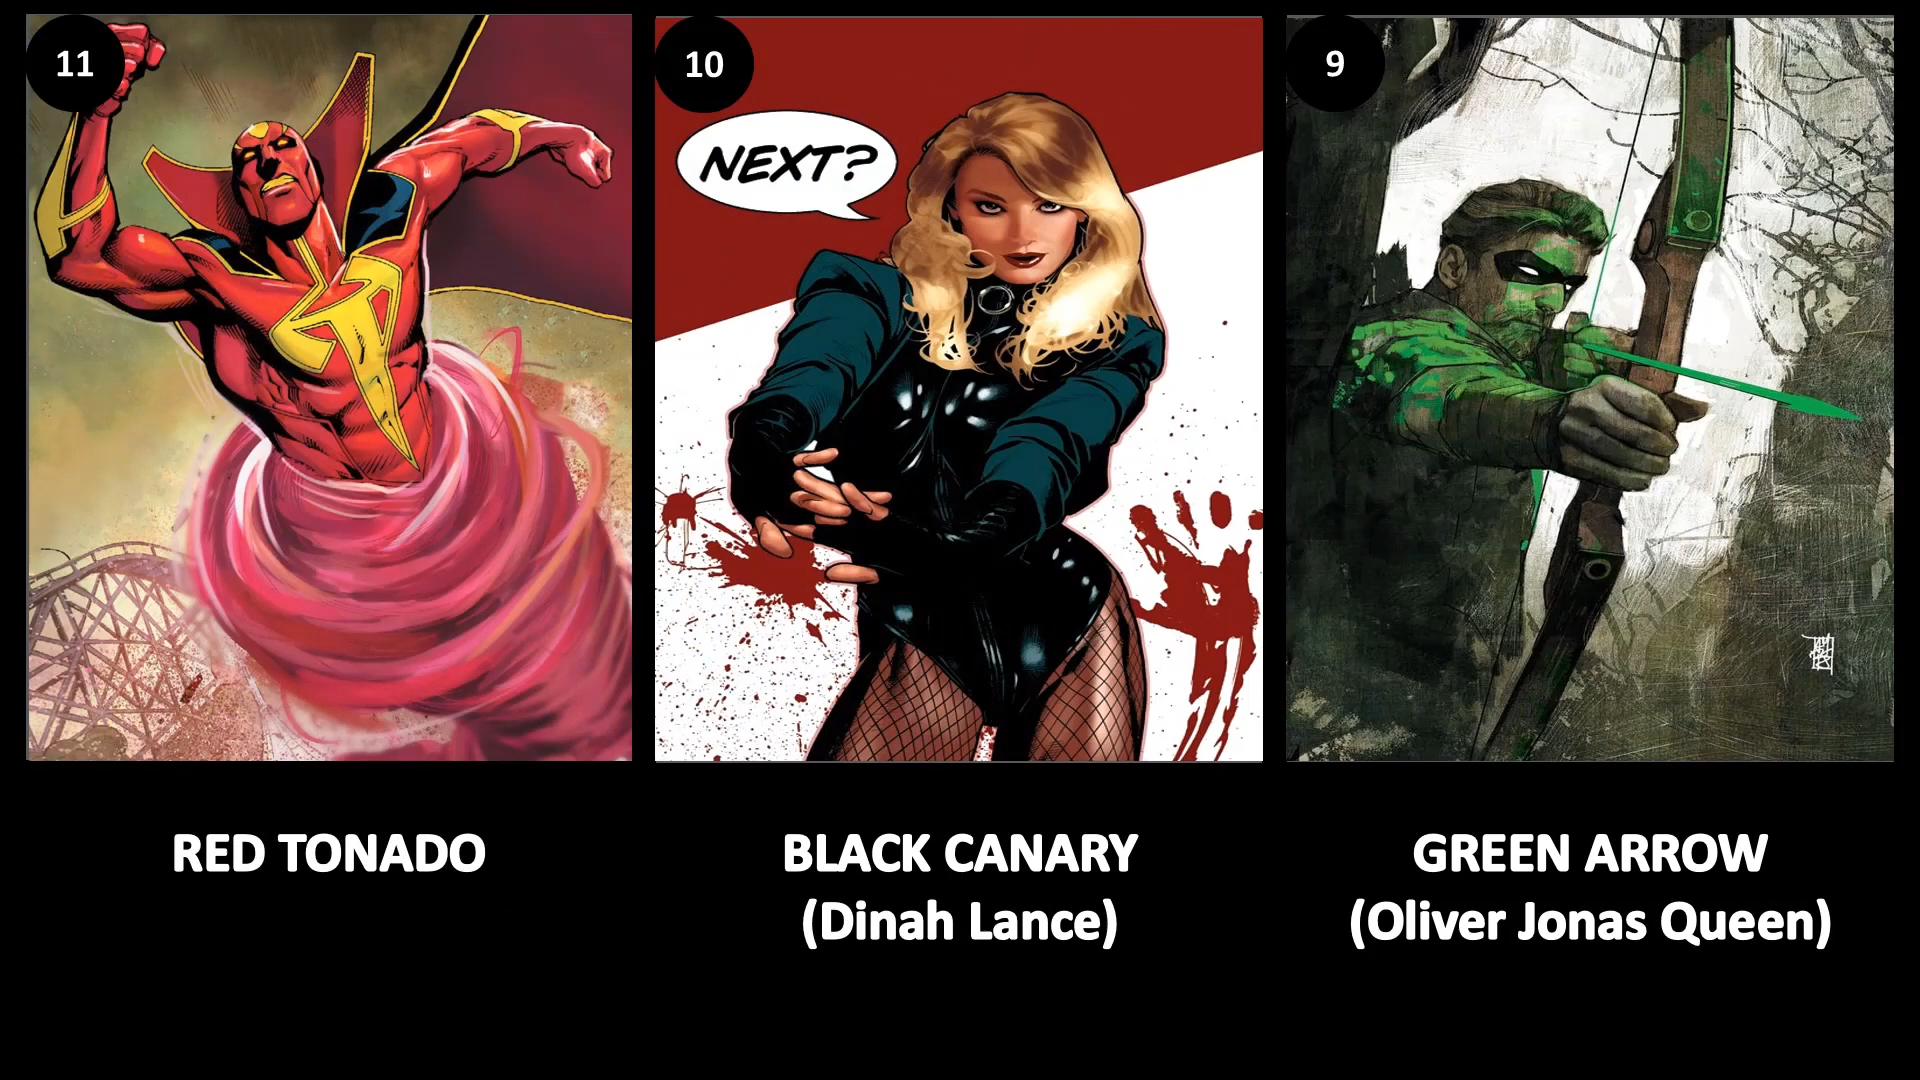 11
10
9
NEXT?
RED TONADO
BLACK CANARY
(Dinah Lance)
GREEN ARROW
(Oliver Jonas Queen)